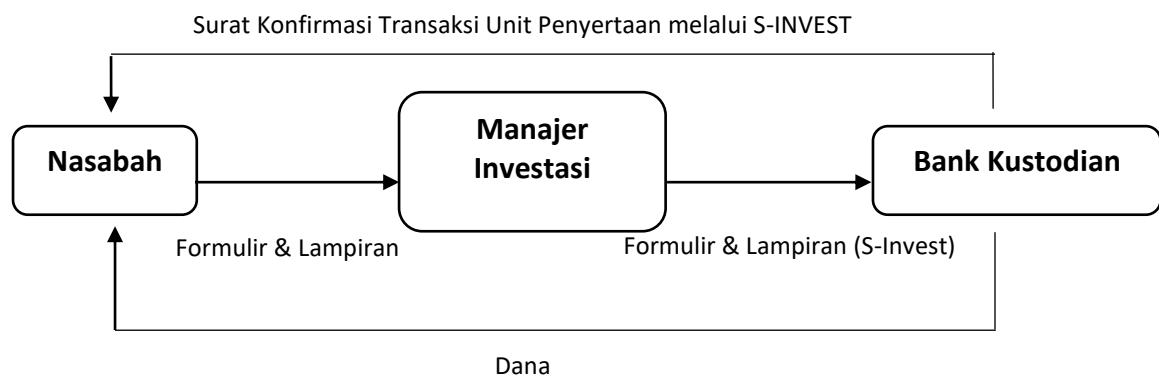 Surat Konfirmasi Transaksi Unit Penyertaan melalui S-INVEST
Nasabah
Manajer
Investasi
Bank Kustodian
Formulir & Lampiran
Formulir & Lampiran (S-Invest)
Dana